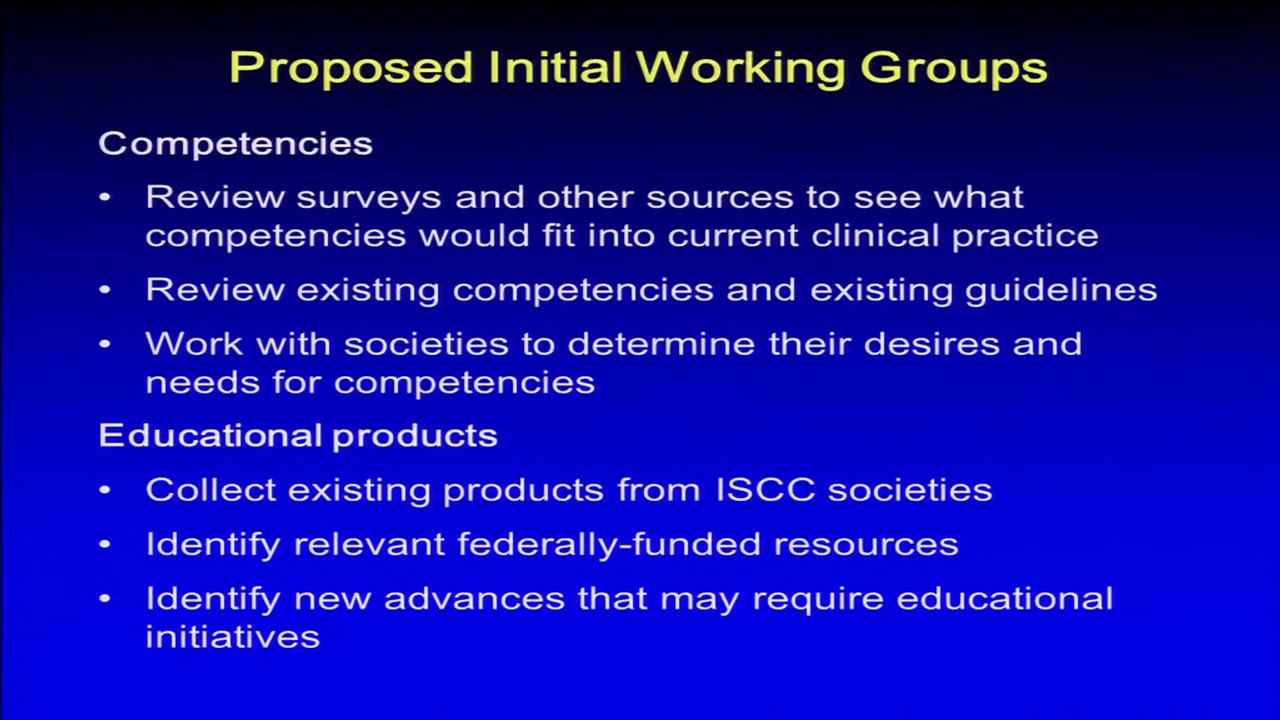 Proposed Initial Working Groups
Competencies
• Review surveys and other sources to see what
competencies would fit into current clinical practice
• Review existing competencies and existing guidelines
• Work with societies to determine their desires and
needs for competencies
Educational products
• Collect existing products from ISCC societies
• Identify relevant federally-funded resources
• Identify new advances that may require educational
initiatives